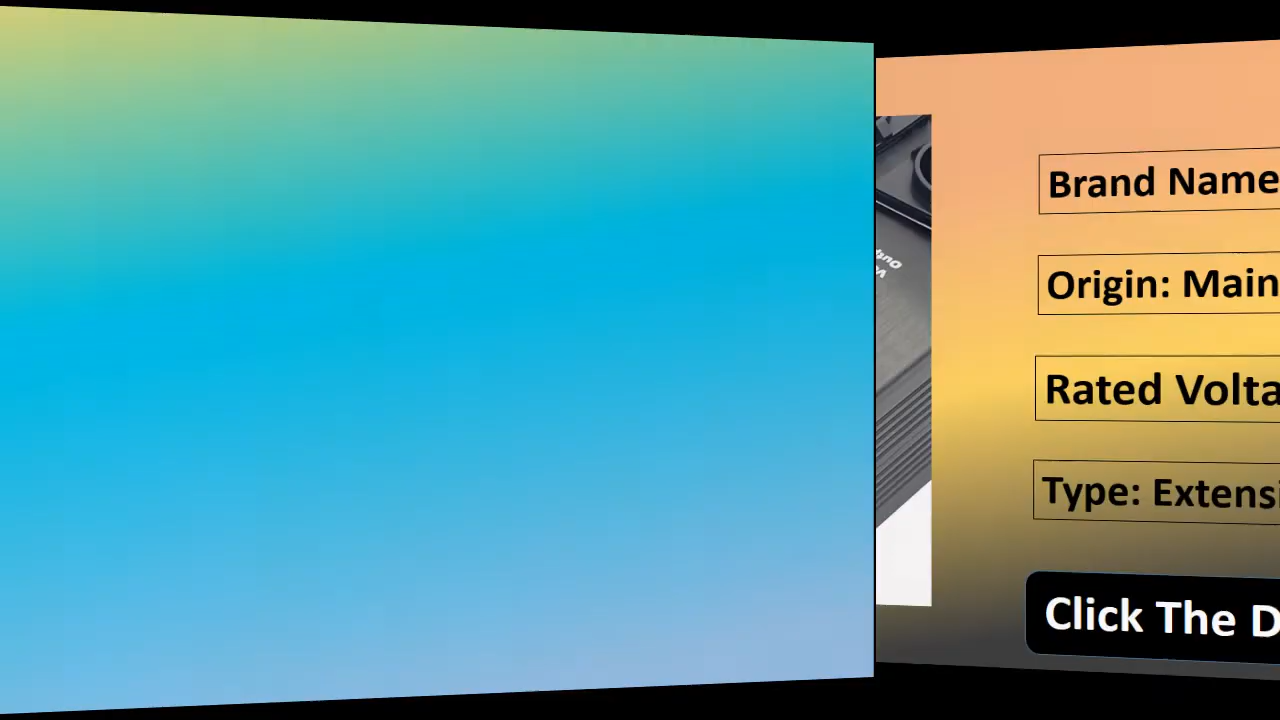 Brand Name
Origin: Main
Rated Volta
Type: Extensi
Click The D